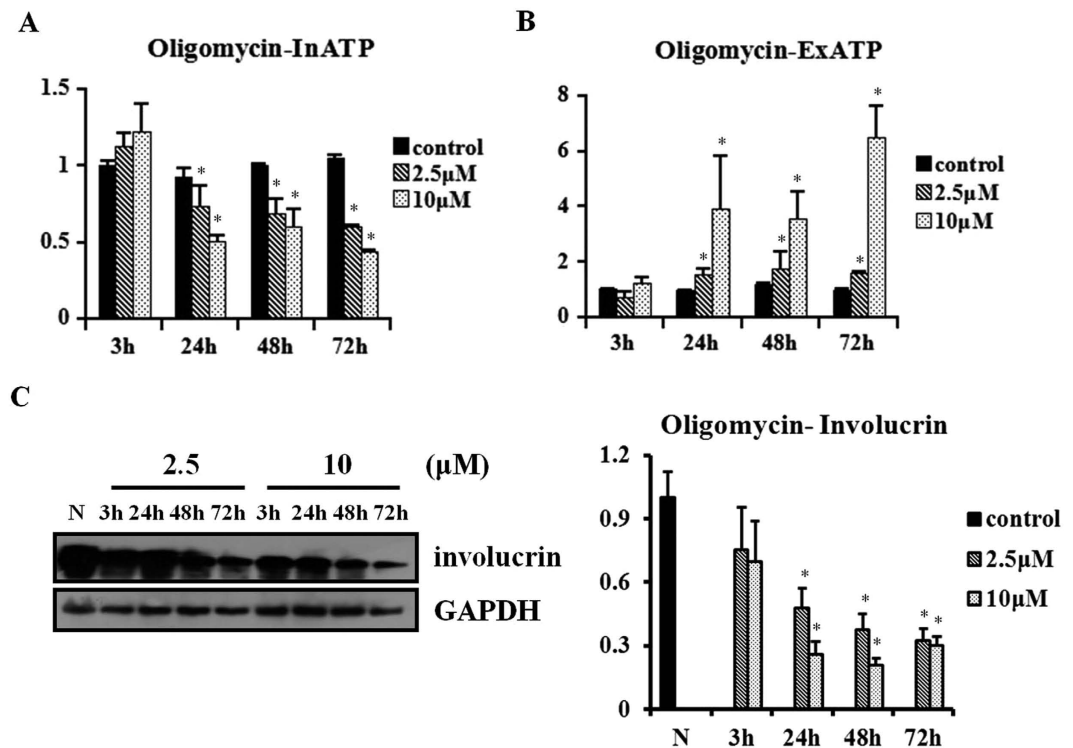 A
Oligomycin-InATP
1.5
1
0.5
0
3h 24h 48h 72h
control
2.5μM
10μM
* * * * * *
B
Oligomycin-ExATP
8
6
4
2
0
3h 24h 48h 72h
control
2.5μM
10μM
* * * * * *
C
2.5 10 (μM)
N 3h 24h 48h 72h 3h 24h 48h 72h
involucrin
GAPDH
Oligomycin- Involucrin
1.2
0.9
0.6
0.3
0
N 3h 24h 48h 72h
control
2.5μM
10μM
* * * * * *